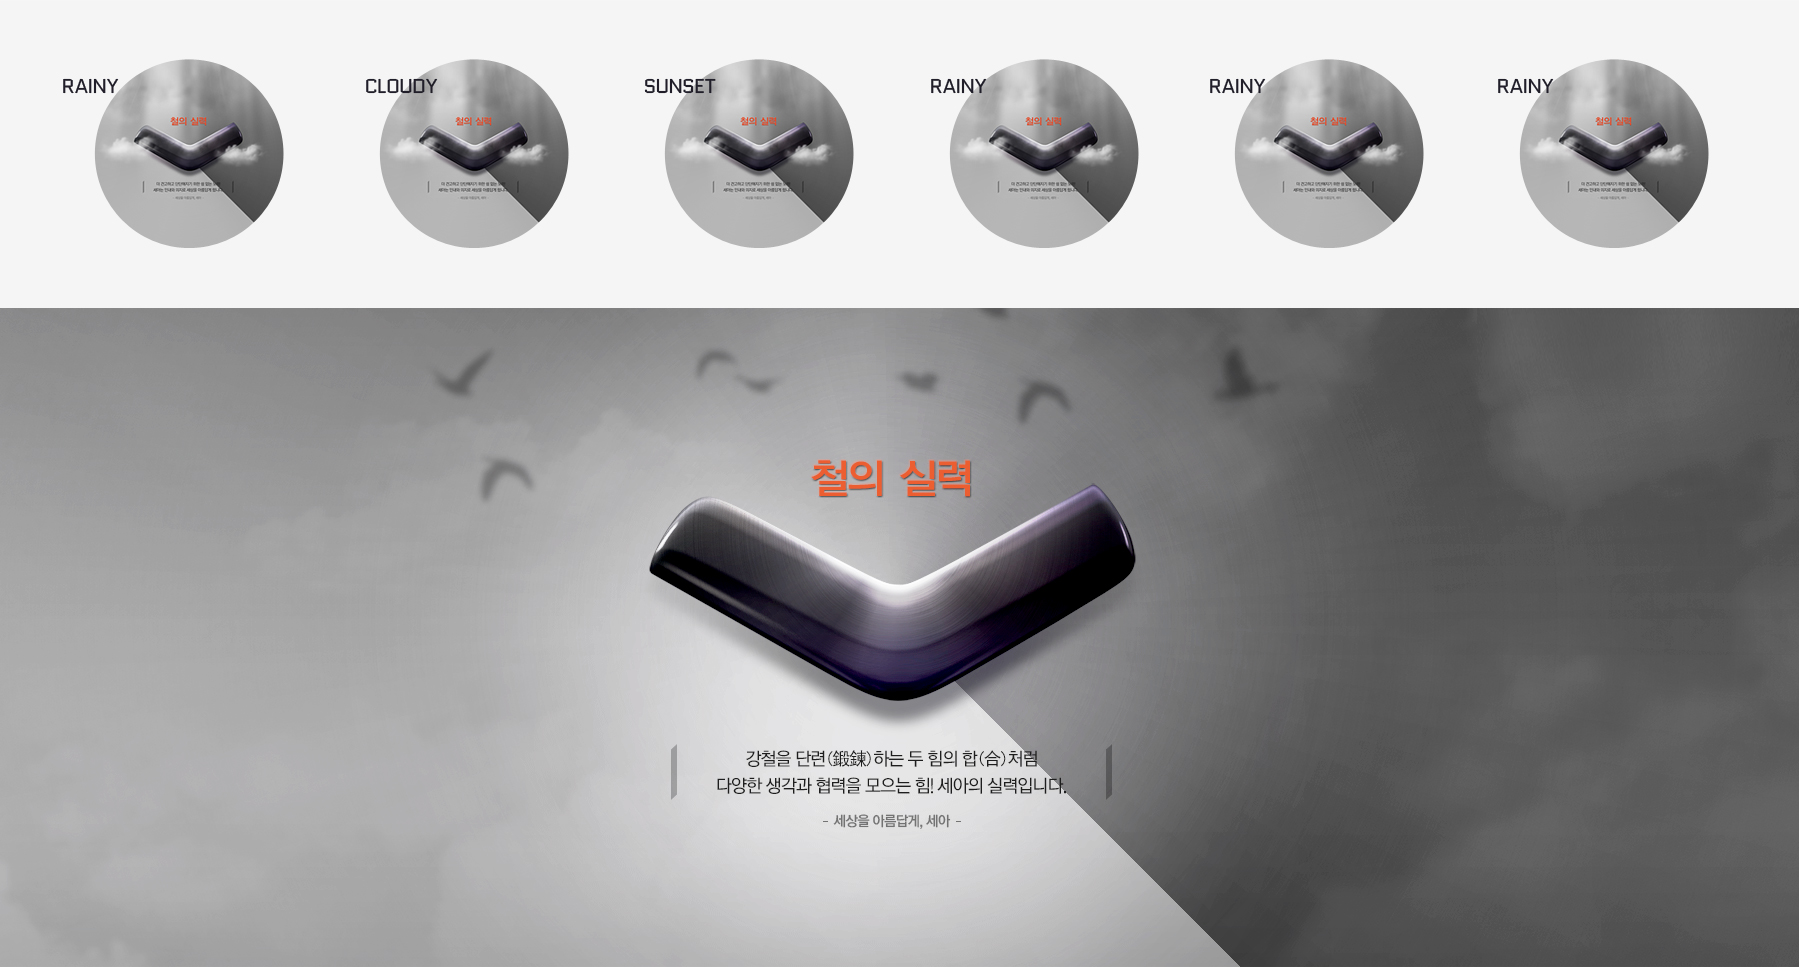 RAINY
CLOUDY
SUNSET
RAINY
RAINY
RAINY
철의 실력
철의 실력
철의 실력
철의 실력
철의 실력
철의 실력
철의 실력
강철을 단련(鍛鍊)하는 두 힘의 합(合)처럼
다양한 생각과 협력을 모으는 힘! 세아의 실력입니다.
- 세상을 아름답게, 세아 -